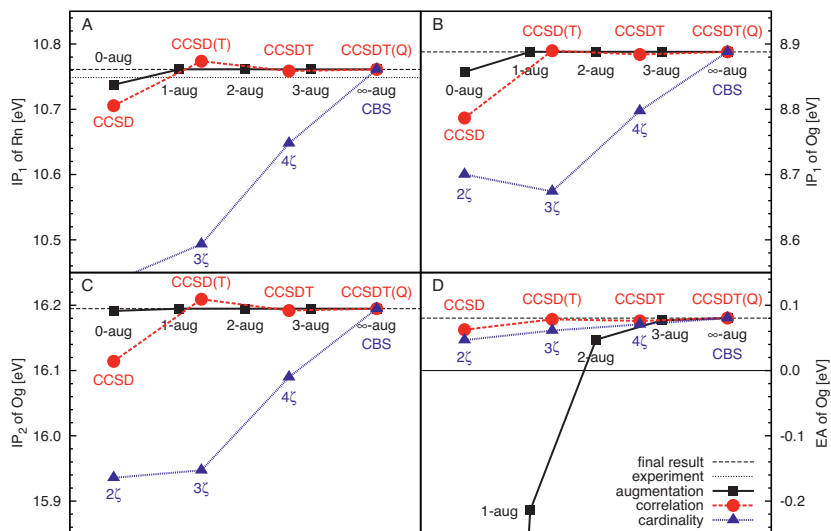 A
10.8
10.7
10.6
10.5
IP₁ of Rn [eV]
0-aug
1-aug
2-aug
3-aug
∞-aug
CCSD
CCSD(T)
CCSDT
CCSDT(Q)
3ζ
4ζ
CBS
B
8.9
8.8
8.7
8.6
IP₁ of Og [eV]
0-aug
1-aug
2-aug
3-aug
∞-aug
CCSD
CCSD(T)
CCSDT
CCSDT(Q)
2ζ
3ζ
4ζ
CBS
C
16.2
16.1
16.0
15.9
IP₂ of Og [eV]
0-aug
1-aug
2-aug
3-aug
∞-aug
CCSD
CCSD(T)
CCSDT
CCSDT(Q)
2ζ
3ζ
4ζ
CBS
D
0.1
0.0
-0.1
-0.2
EA of Og [eV]
CCSD
CCSD(T)
CCSDT
CCSDT(Q)
2ζ
3ζ
4ζ
CBS
1-aug
2-aug
3-aug
∞-aug
final result
experiment
augmentation
correlation
cardinality